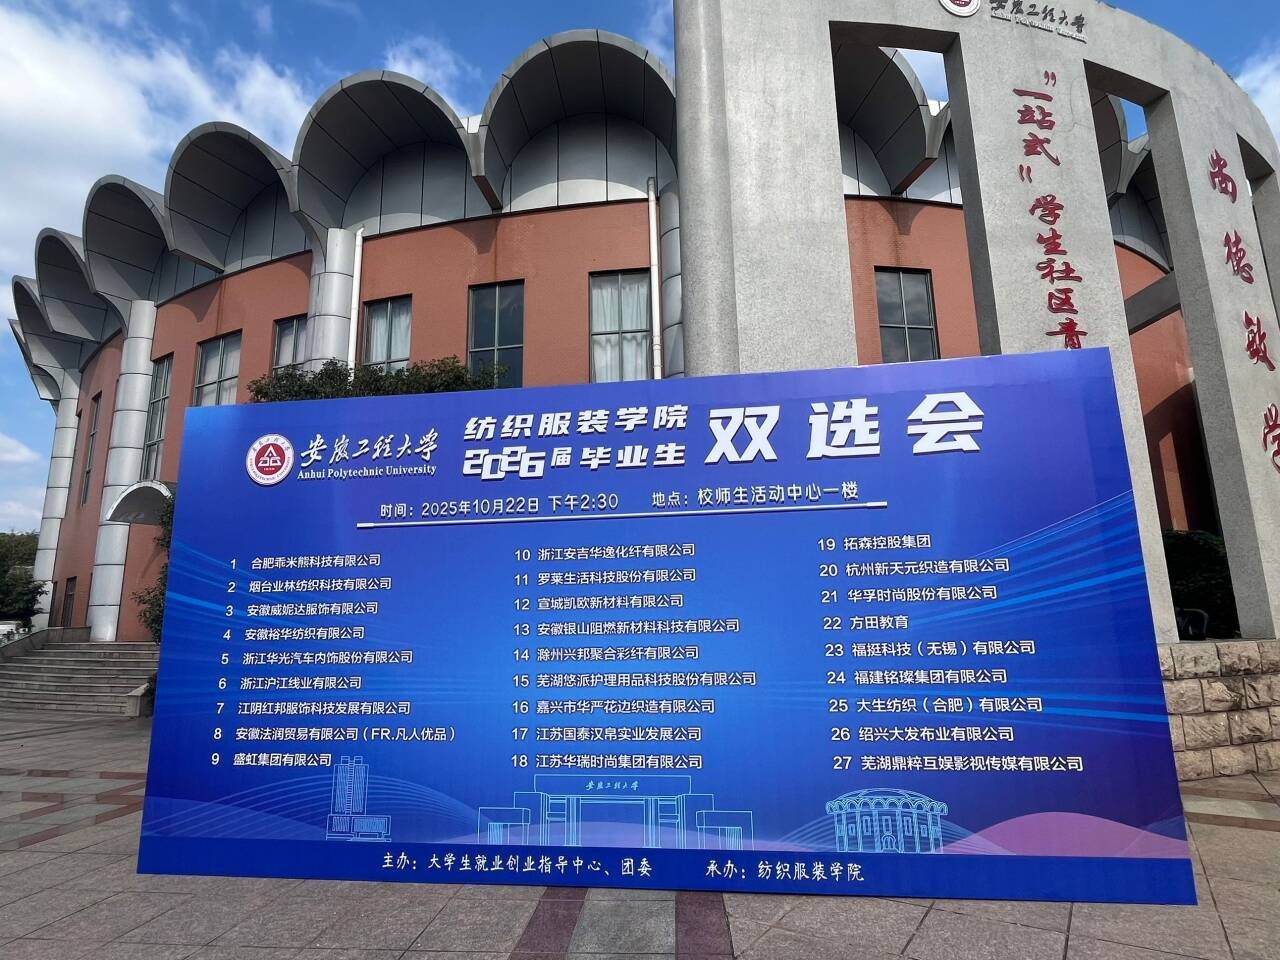 安徽工程大学
Anhui Polytechnic University
“一站式”学生社区青
尚德敏学
安徽工程大学
Anhui Polytechnic University
纺织服装学院
2026届毕业生
双选会
时间：2025年10月22日 下午2:30 地点：校师生活动中心一楼
1 合肥乖米熊科技有限公司
2 烟台业林纺织科技有限公司
3 安徽威妮达服饰有限公司
4 安徽裕华纺织有限公司
5 浙江华光汽车内饰股份有限公司
6 浙江沪江线业有限公司
7 江阴红邦服饰科技发展有限公司
8 安徽法润贸易有限公司（FR.凡人优品）
9 盛虹集团有限公司
10 浙江安吉华逸化纤有限公司
11 罗莱生活科技股份有限公司
12 宣城凯欧新材料有限公司
13 安徽银山阻燃新材料科技有限公司
14 滁州兴邦聚合彩纤有限公司
15 芜湖悠派护理用品科技股份有限公司
16 嘉兴市华严花边织造有限公司
17 江苏国泰汉帛实业发展公司
18 江苏华瑞时尚集团有限公司
19 拓森控股集团
20 杭州新天元织造有限公司
21 华孚时尚股份有限公司
22 方田教育
23 福挺科技（无锡）有限公司
24 福建铭璨集团有限公司
25 大生纺织（合肥）有限公司
26 绍兴大发布业有限公司
27 芜湖鼎粹互娱影视传媒有限公司
安徽工程大学
主办：大学生就业创业指导中心、团委 承办：纺织服装学院